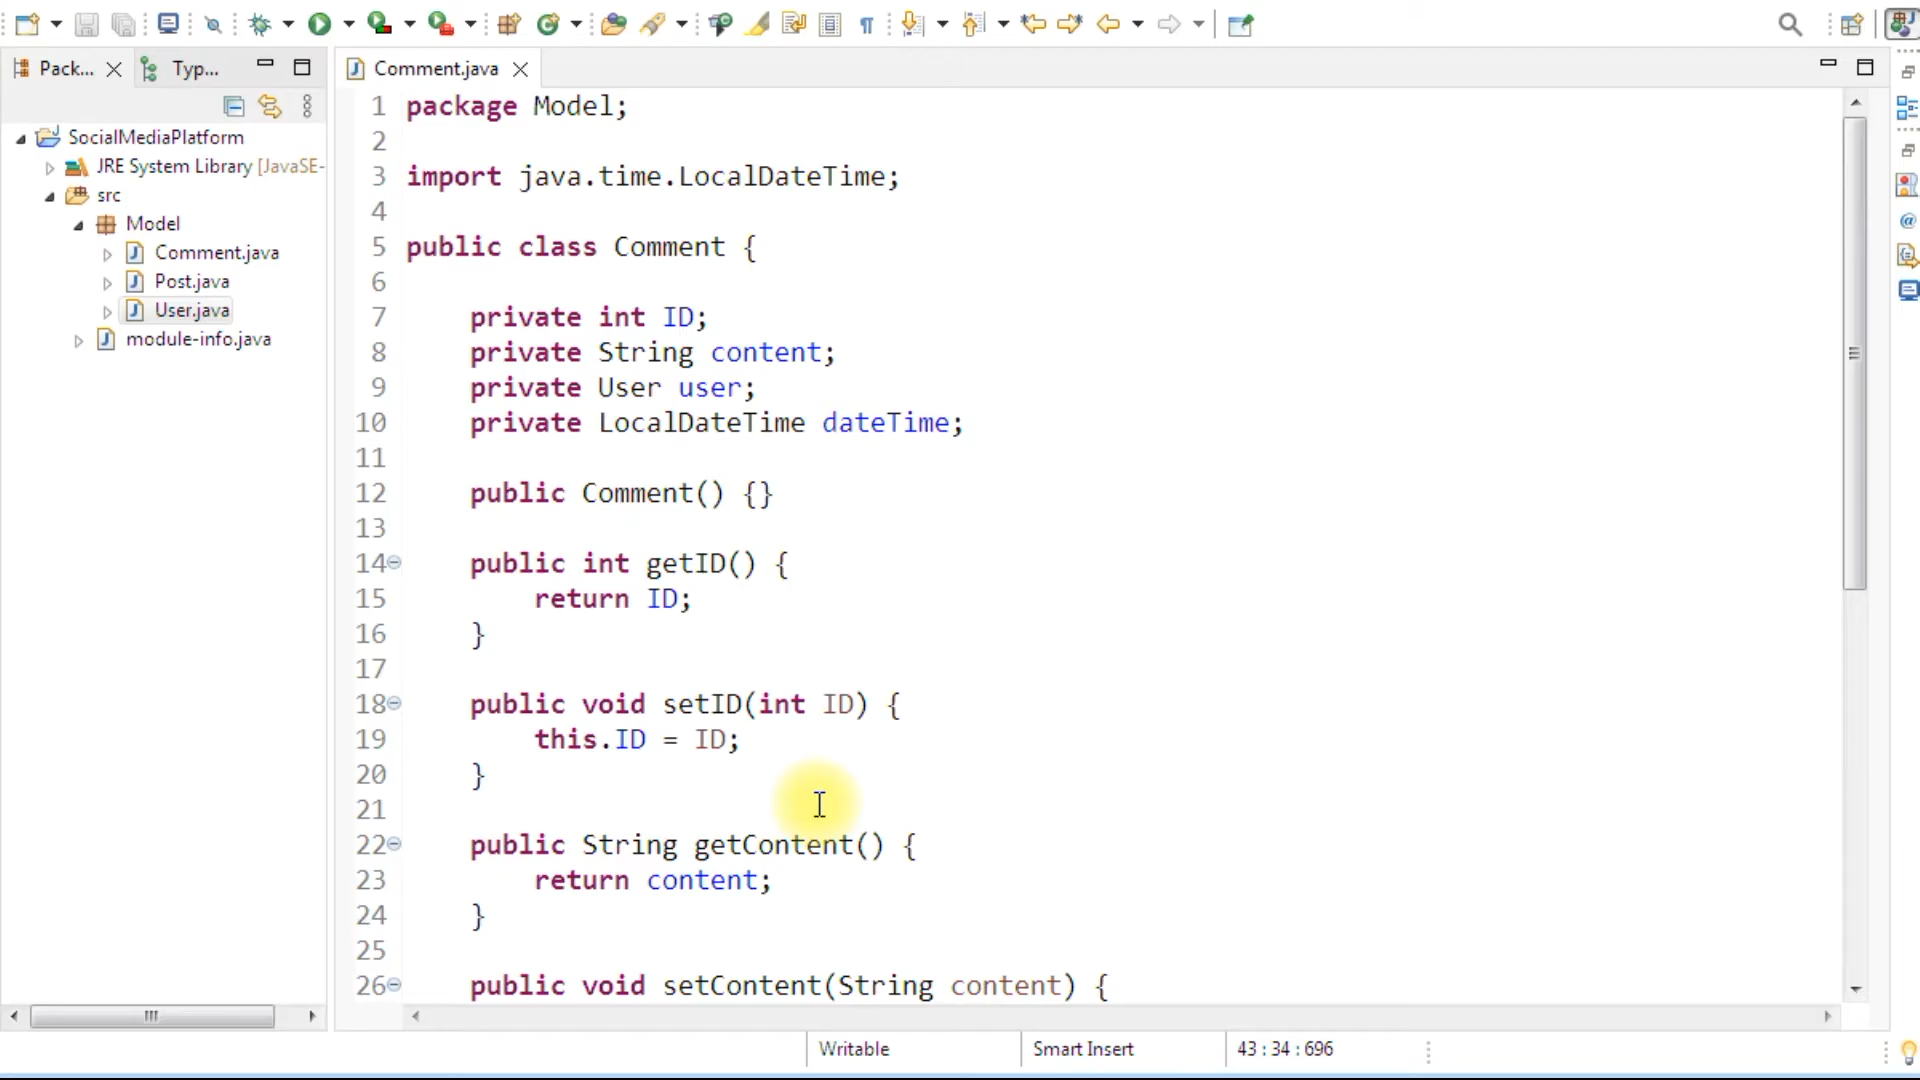 Pack...
Typ...
Comment.java
SocialMediaPlatform
JRE System Library [JavaSE-
src
Model
Comment.java
Post.java
User.java
module-info.java
1 package Model;
2
3 import java.time.LocalDateTime;
4
5 public class Comment {
6
7 private int ID;
8 private String content;
9 private User user;
10 private LocalDateTime dateTime;
11
12 public Comment() {}
13
14 public int getID() {
15 return ID;
16 }
17
18 public void setID(int ID) {
19 this.ID = ID;
20 }
21
22 public String getContent() {
23 return content;
24 }
25
26 public void setContent(String content) {
Writable
Smart Insert
43 : 34 : 696